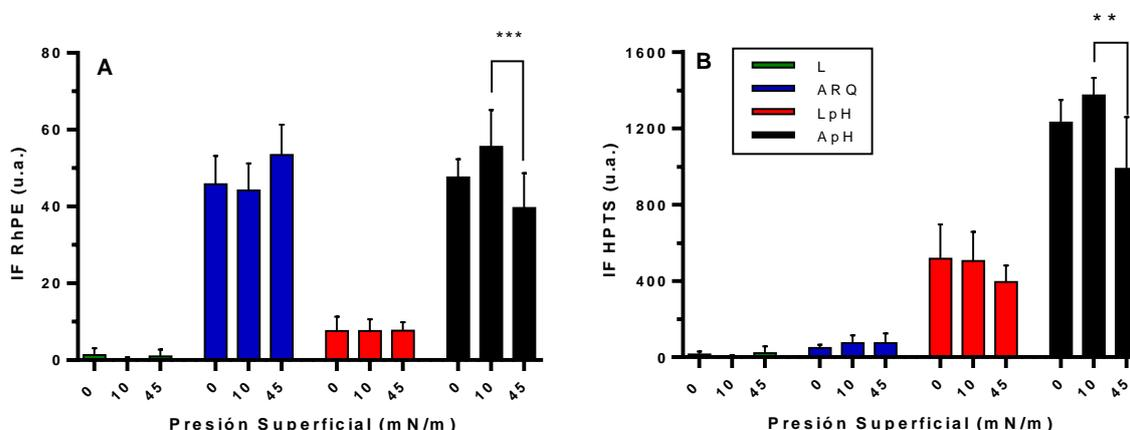 ***
80
60
40
20
0
A
IF RhPE (u.a.)
0 10 45 0 10 45 0 10 45 0 10 45
Presión Superficial (mN/m)
**
1600
1200
800
400
0
B
L
ARQ
LpH
ApH
IF HPTS (u.a.)
0 10 45 0 10 45 0 10 45 0 10 45
Presión Superficial (mN/m)